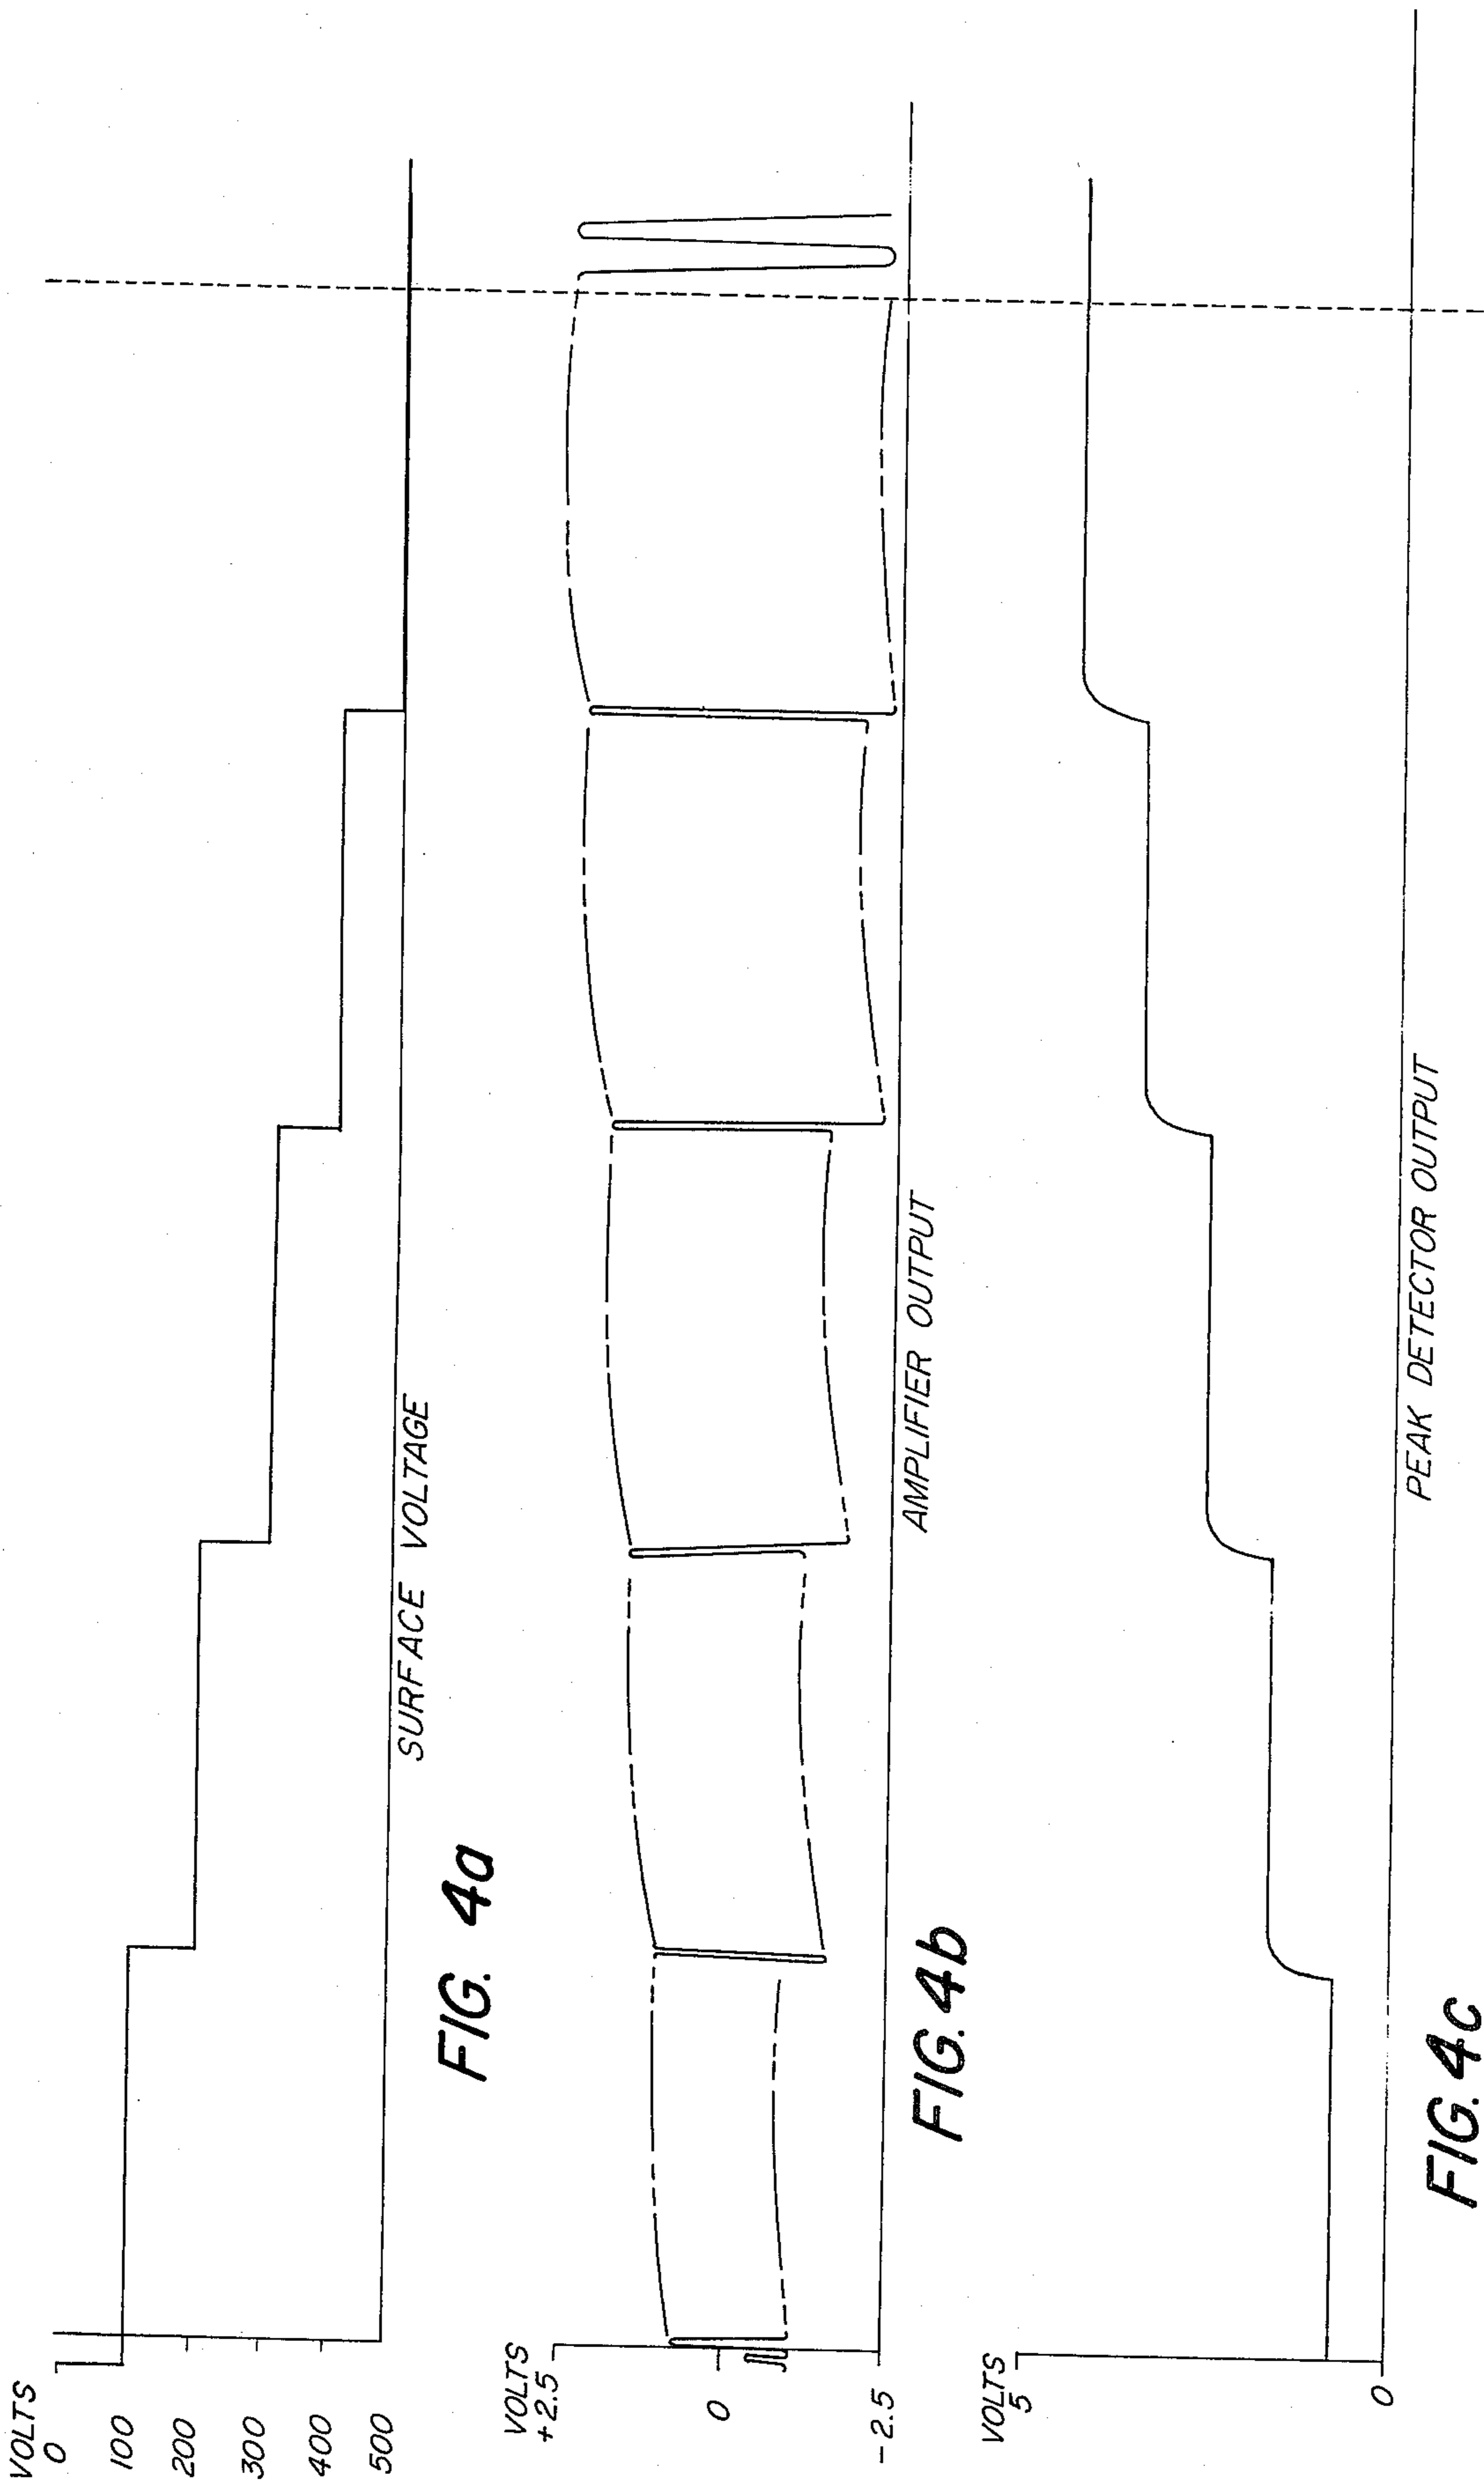 VOLTS
0
100
200
300
400
500
SURFACE VOLTAGE
FIG. 4a
VOLTS
+2.5
0
-2.5
AMPLIFIER OUTPUT
FIG. 4b
VOLTS
5
0
PEAK DETECTOR OUTPUT
FIG. 4c